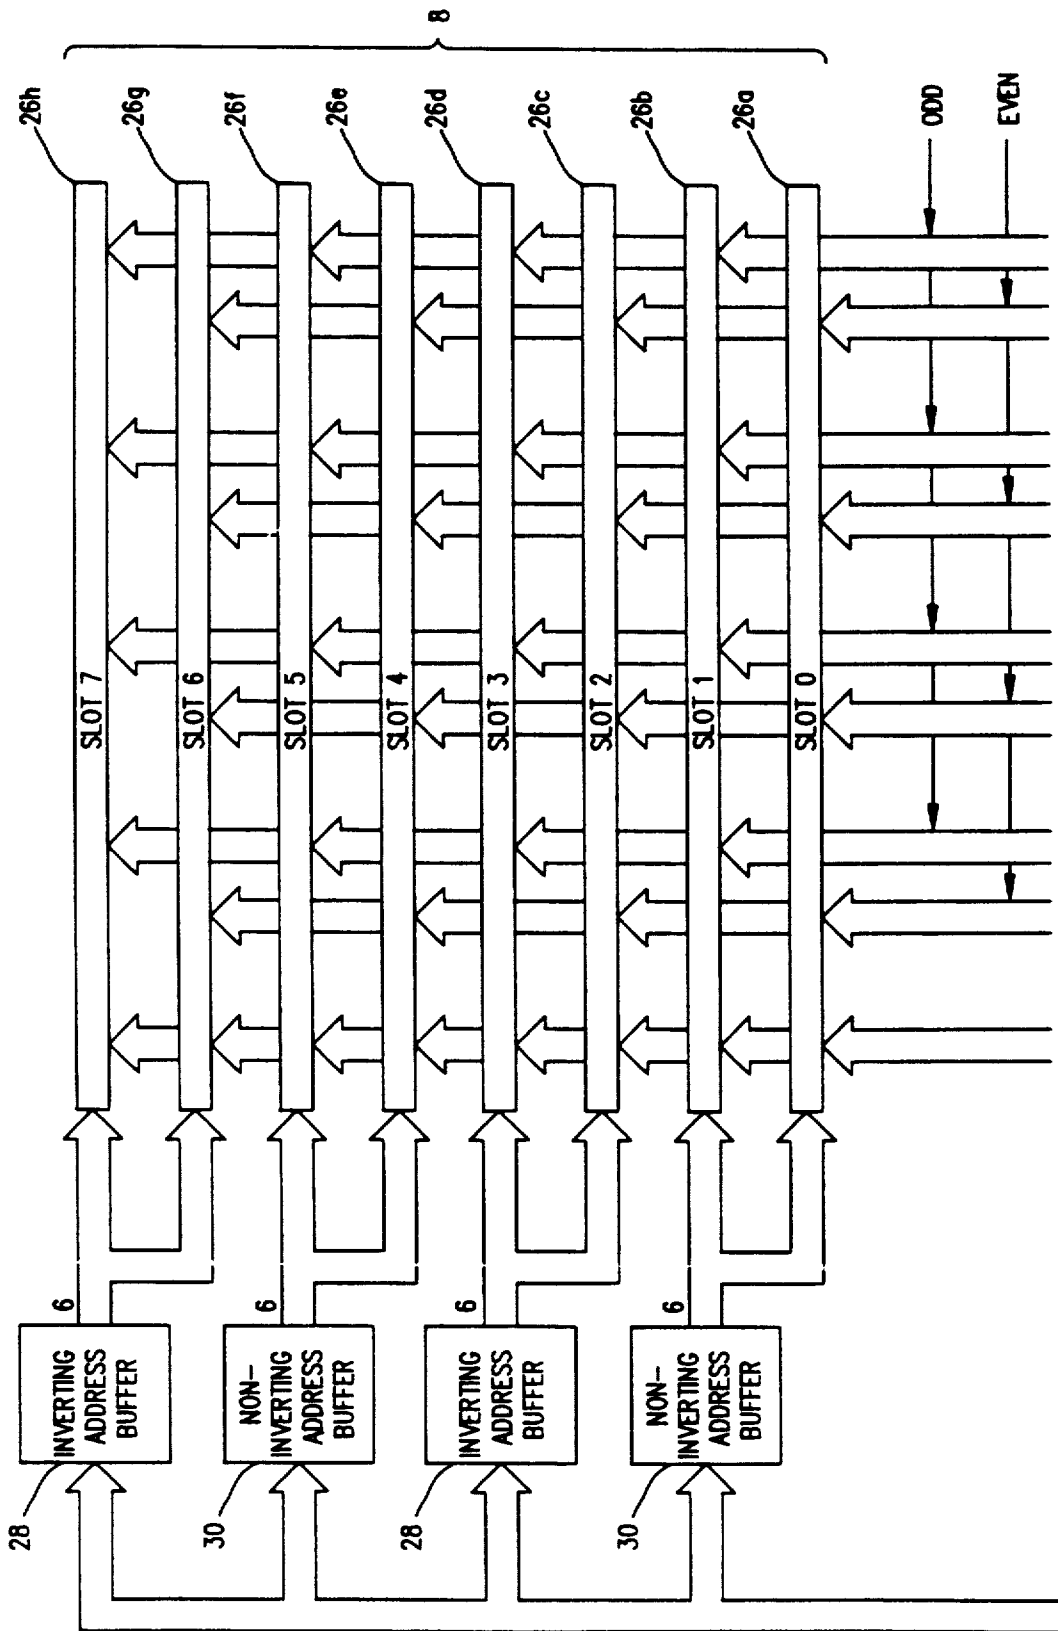 8
26h
26g
26f
26e
26d
26c
26b
26a
ODD
EVEN
SLOT 7
SLOT 6
SLOT 5
SLOT 4
SLOT 3
SLOT 2
SLOT 1
SLOT 0
6
6
6
6
INVERTING
ADDRESS
BUFFER
NON-
INVERTING
ADDRESS
BUFFER
INVERTING
ADDRESS
BUFFER
NON-
INVERTING
ADDRESS
BUFFER
28
30
28
30